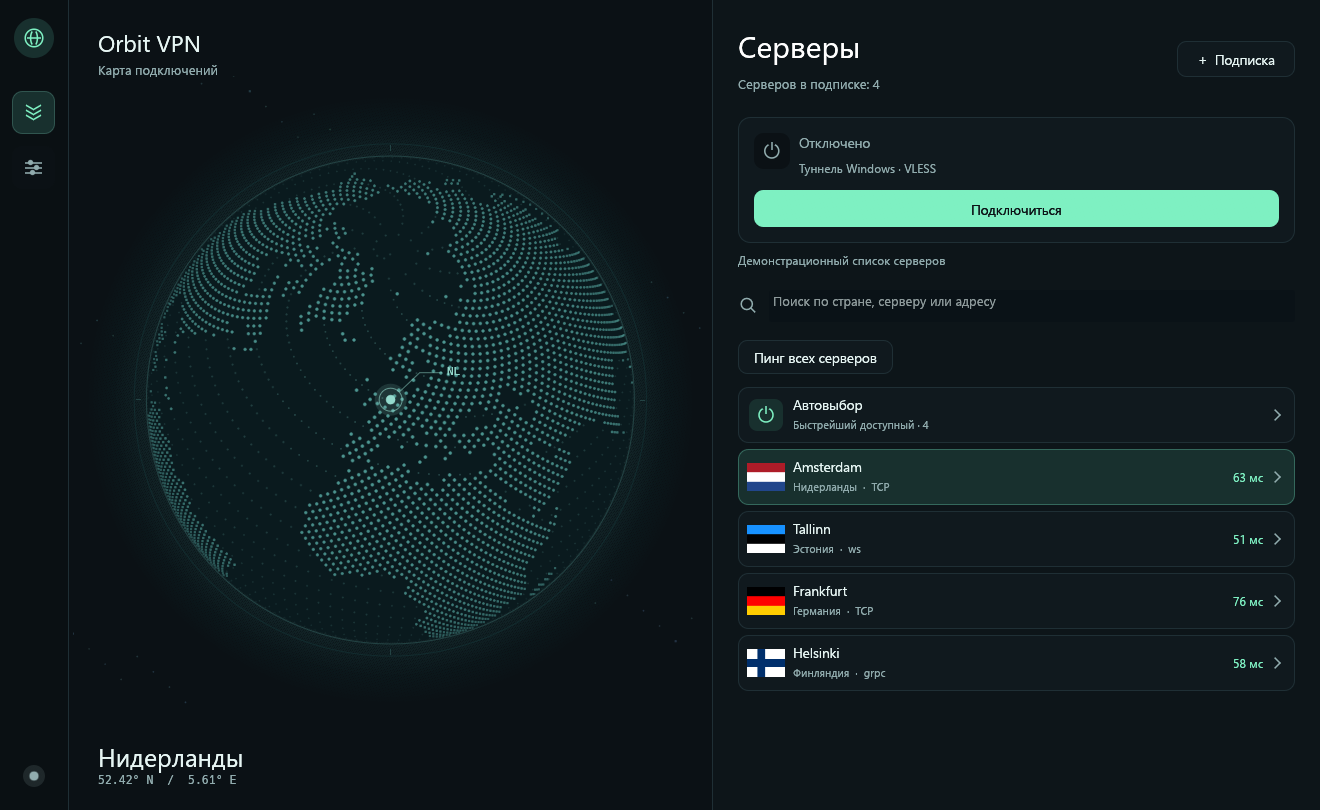 Orbit VPN
Карта подключений
NL
Нидерланды
52.42° N / 5.61° E
Серверы
Серверов в подписке: 4
+ Подписка
Отключено
Туннель Windows · VLESS
Подключиться
Демонстрационный список серверов
Поиск по стране, серверу или адресу
Пинг всех серверов
Автовыбор
Быстрейший доступный · 4
Amsterdam
Нидерланды · TCP
63 мс
Tallinn
Эстония · ws
51 мс
Frankfurt
Германия · TCP
76 мс
Helsinki
Финляндия · grpc
58 мс